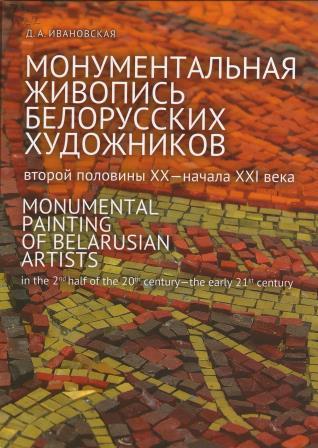 Д. А. ИВАНОВСКАЯ
МОНУМЕНТАЛЬНАЯ
ЖИВОПИСЬ
БЕЛОРУССКИХ
ХУДОЖНИКОВ
второй половины XX—начала XXI века
MONUMENTAL
PAINTING
OF BELARUSIAN
ARTISTS
in the 2nd half of the 20th century—the early 21st century